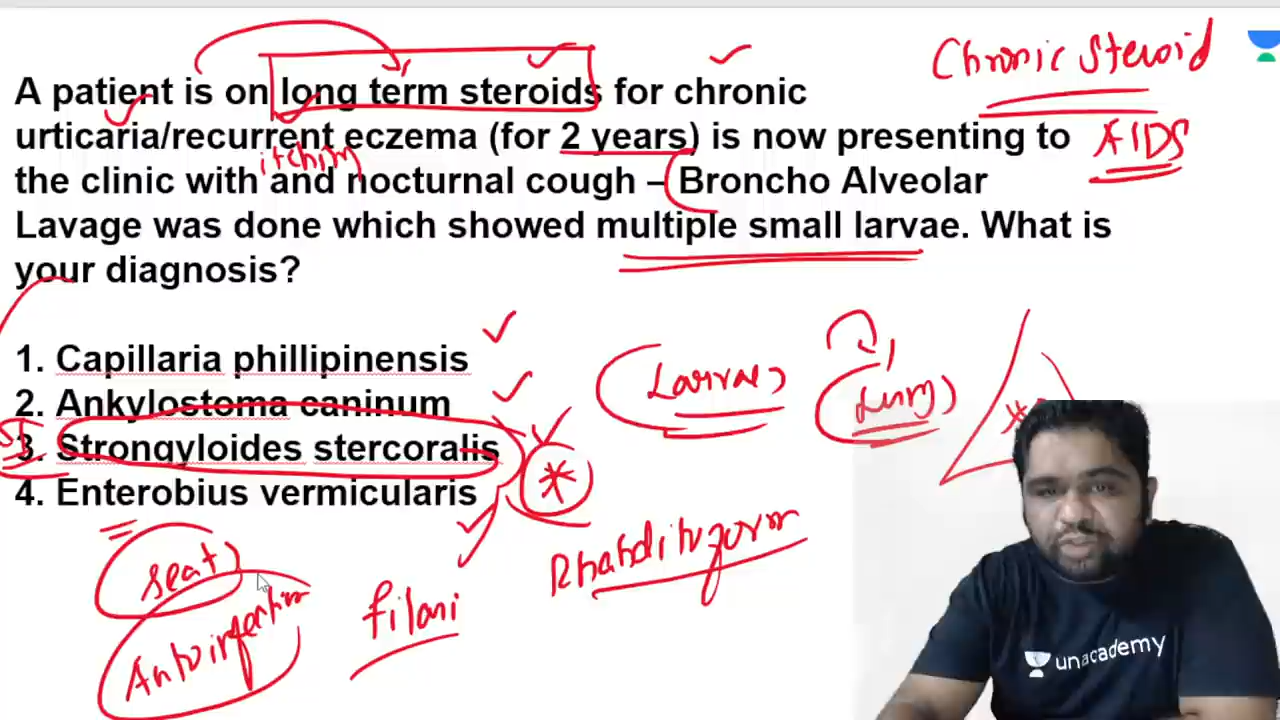 Chronic Steroid
A patient is on long term steroids for chronic
urticaria/recurrent eczema (for 2 years) is now presenting to
AIDS
itching
the clinic with and nocturnal cough – Broncho Alveolar
Lavage was done which showed multiple small larvae. What is
your diagnosis?
1. Capillaria phillipinensis
2. Ankylostoma caninum
3. Strongyloides stercoralis
4. Enterobius vermicularis
Larvae
Lung
Rhabditiform
seat
Autoinfection
filari
unacademy